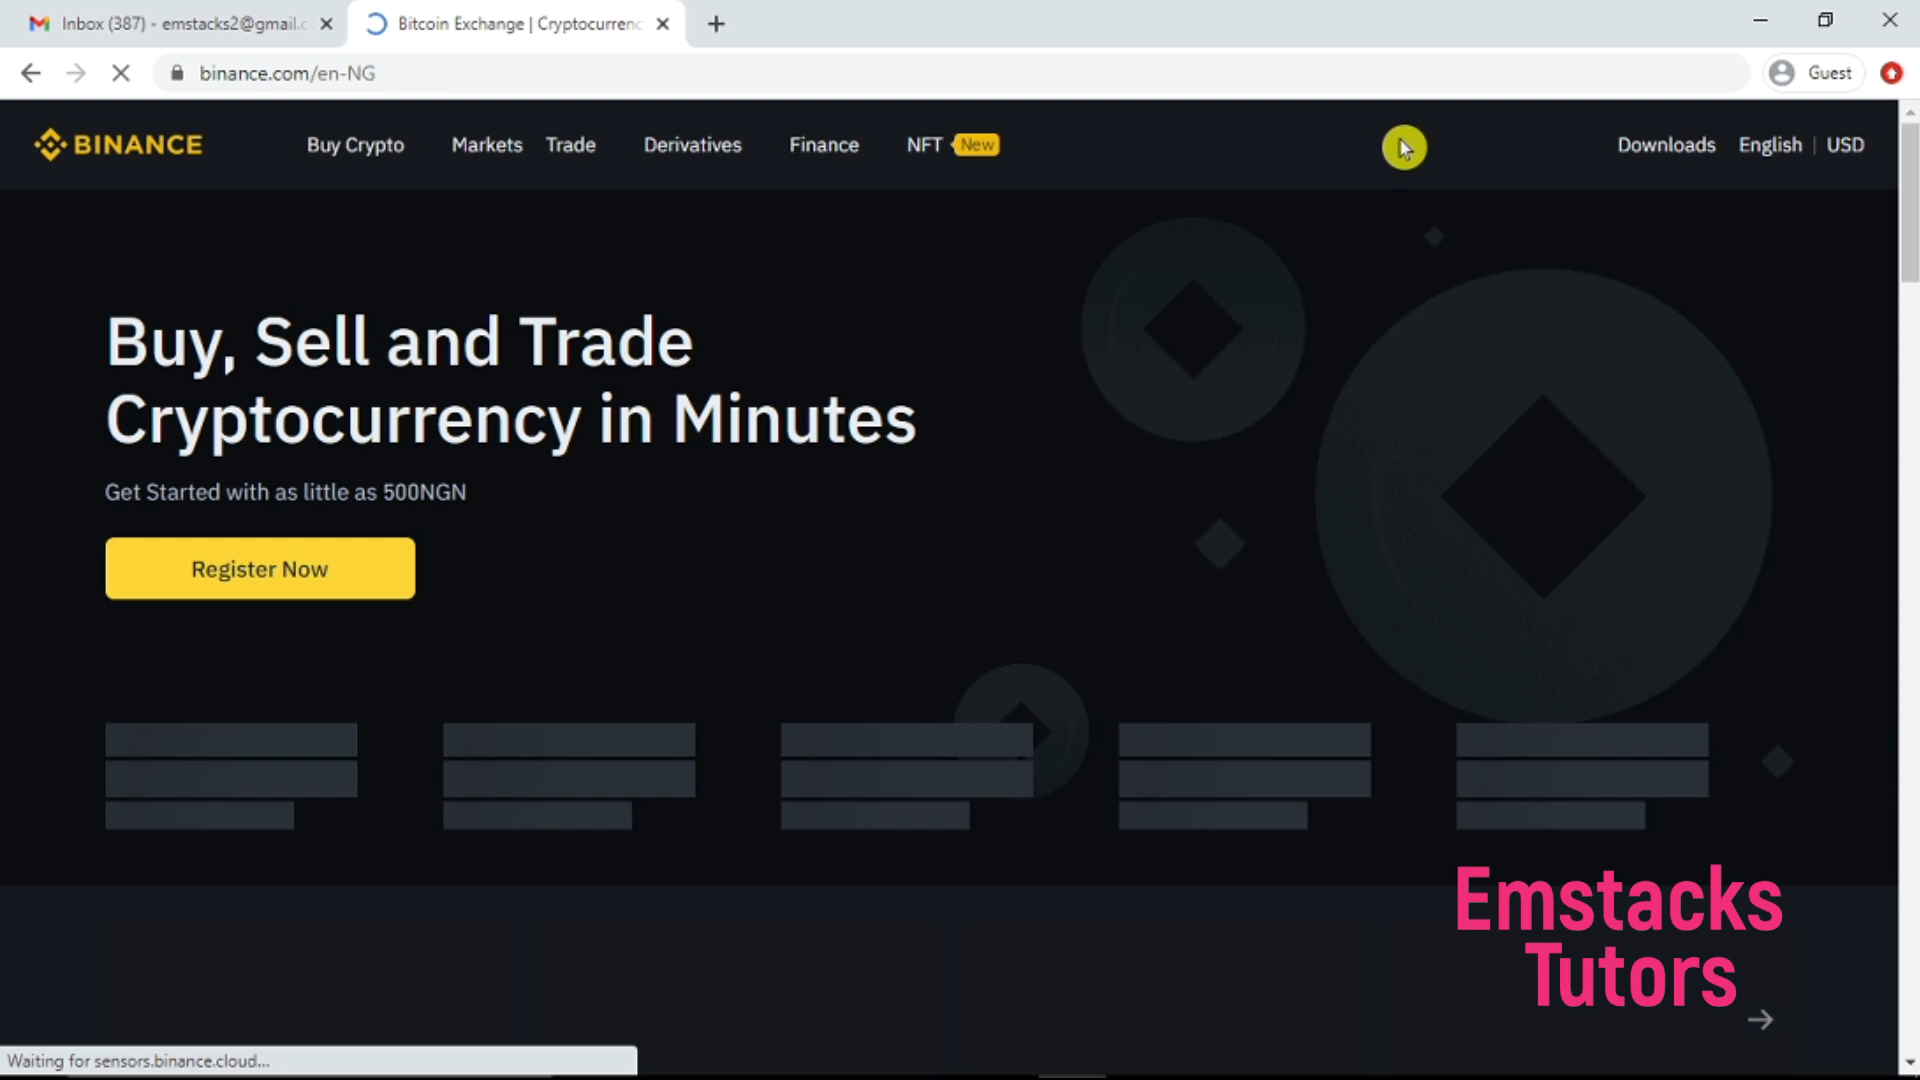 Inbox (387) - emstacks2@gmail.c
Bitcoin Exchange | Cryptocurrenc
binance.com/en-NG
Guest
BINANCE
Buy Crypto
Markets
Trade
Derivatives
Finance
NFT New
Downloads
English | USD
Buy, Sell and Trade
Cryptocurrency in Minutes
Get Started with as little as 500NGN
Register Now
Emstacks
Tutors
Waiting for sensors.binance.cloud...